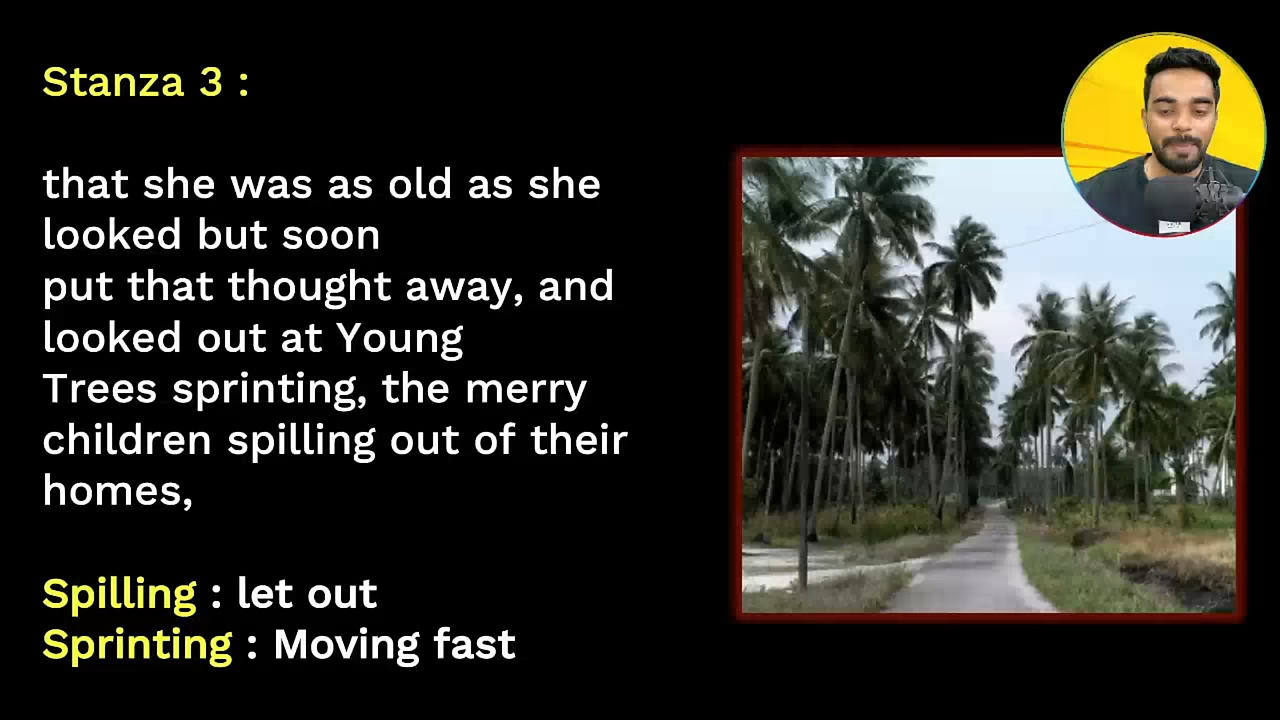 Stanza 3 :
that she was as old as she
looked but soon
put that thought away, and
looked out at Young
Trees sprinting, the merry
children spilling out of their
homes,
Spilling : let out
Sprinting : Moving fast